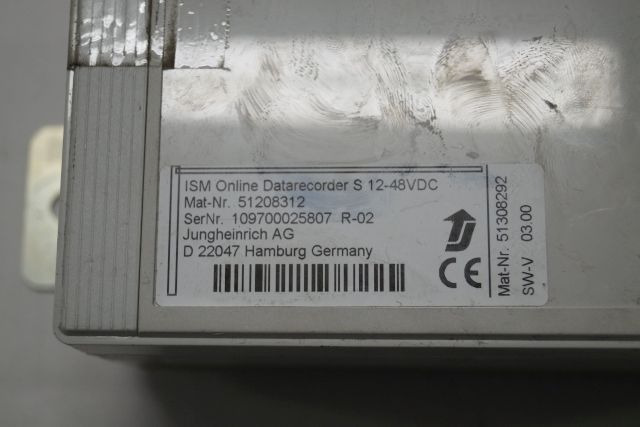 ISM Online Datarecorder S 12-48VDC
Mat-Nr. 51208312
SerNr. 109700025807 R-02
Jungheinrich AG
D 22047 Hamburg Germany
CE
Mat-Nr. 51308292
SW-V 03.00